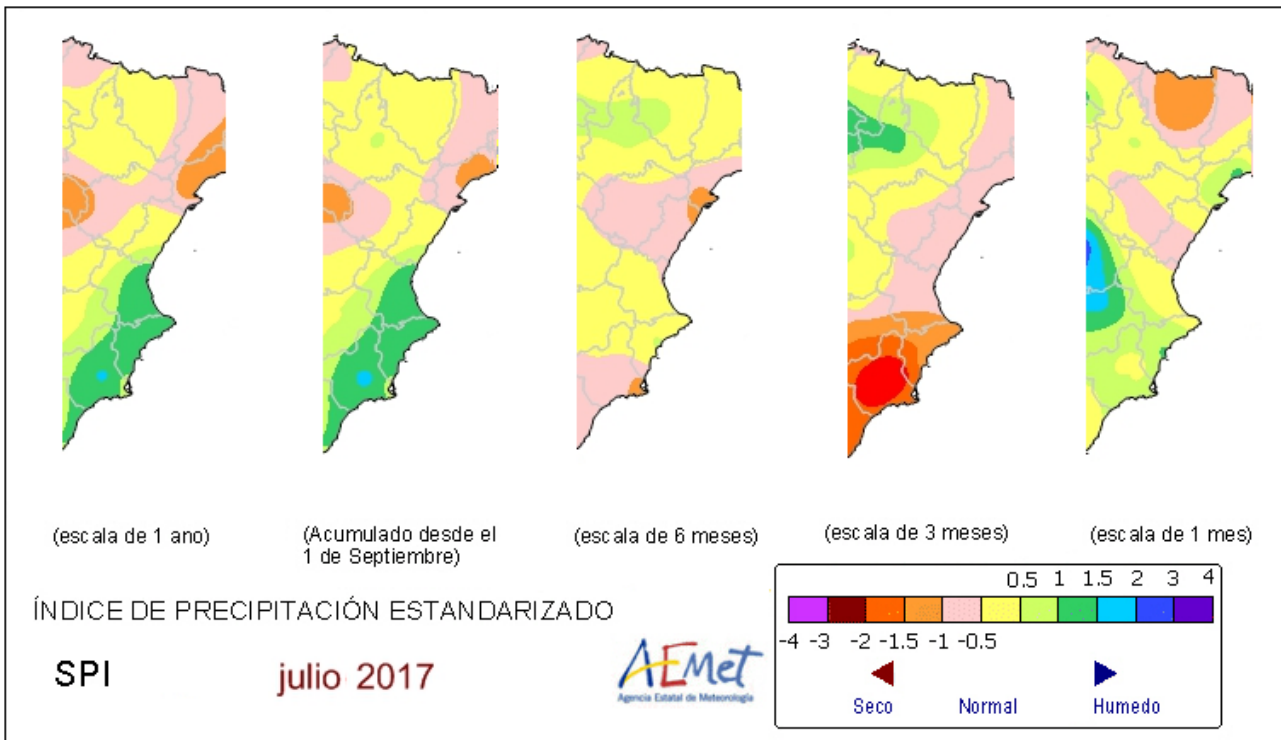 (escala de 1 ano)
(Acumulado desde el
1 de Septiembre)
(escala de 6 meses)
(escala de 3 meses)
(escala de 1 mes)
ÍNDICE DE PRECIPITACIÓN ESTANDARIZADO
SPI
julio 2017
AEMet
Agencia Estatal de Meteorología
0.5 1 1.5 2 3 4
-4 -3 -2 -1.5 -1 -0.5
Seco Normal Humedo